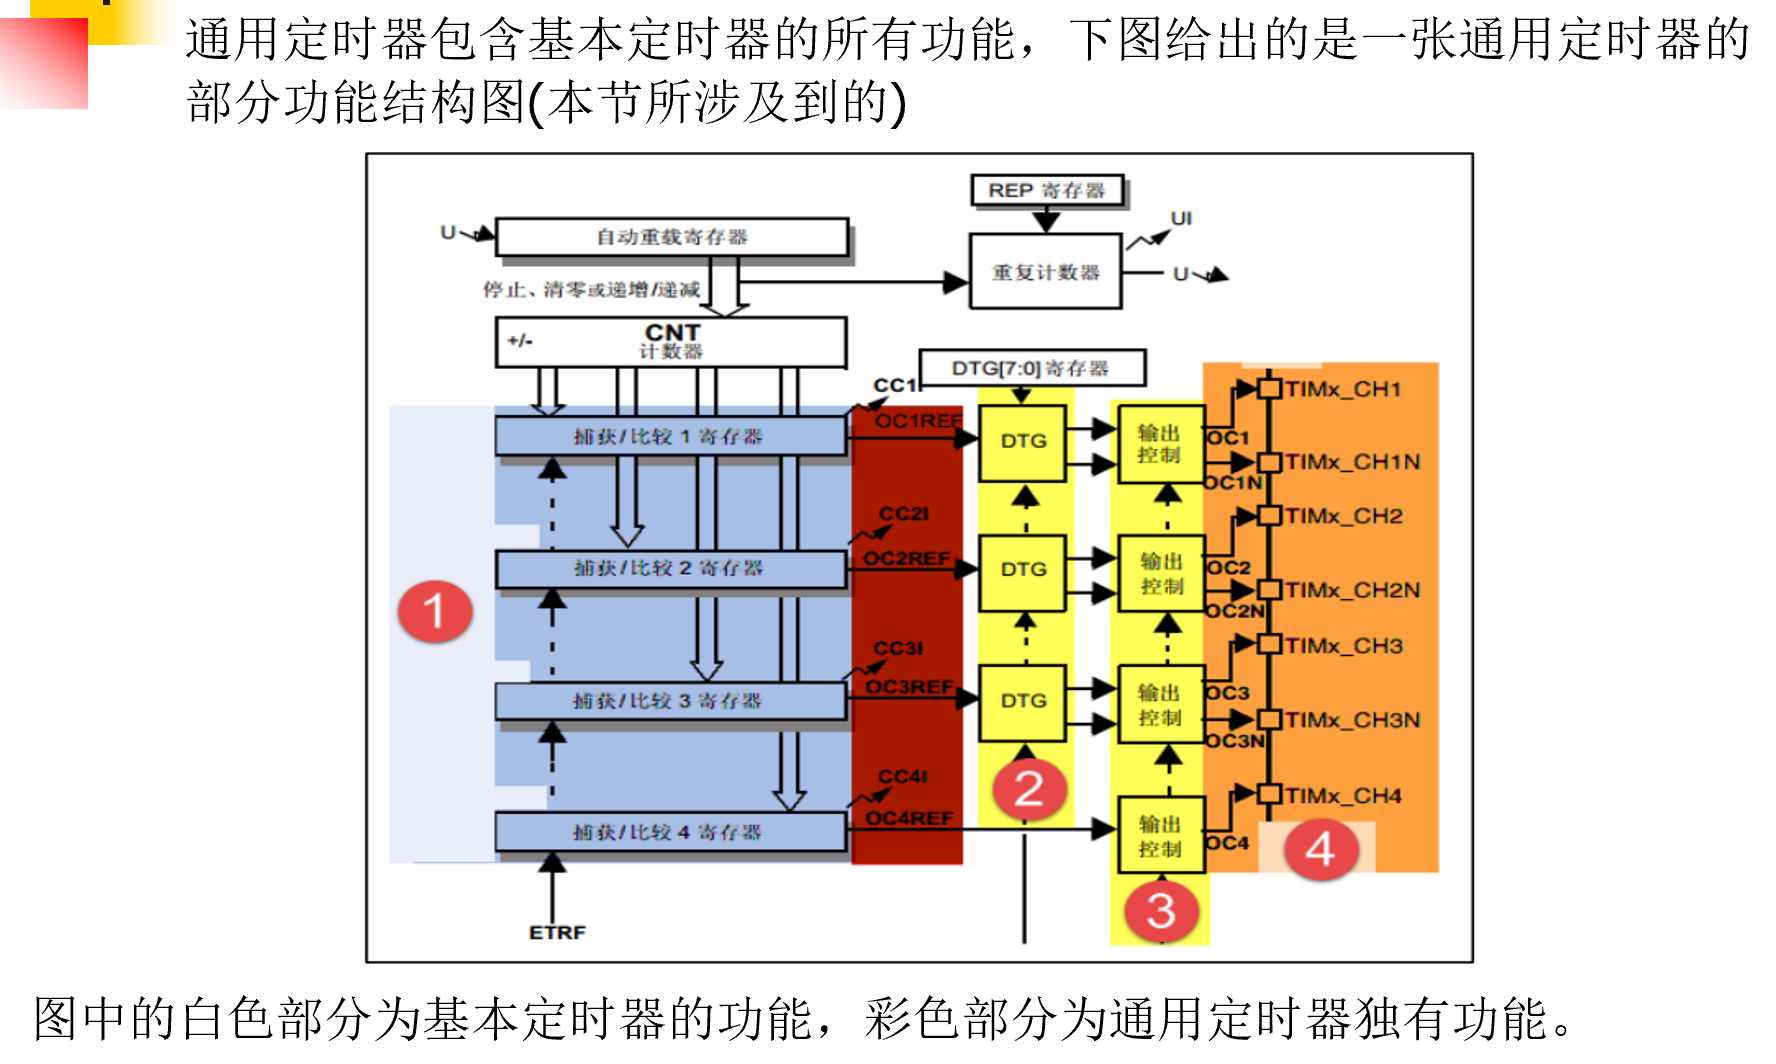 通用定时器包含基本定时器的所有功能，下图给出的是一张通用定时器的
部分功能结构图(本节所涉及到的)
REP 寄存器
UI
U
自动重载寄存器
重复计数器
U
停止、清零或递增/递减
+/-
CNT
计数器
DTG[7:0]寄存器
CC1I
OC1REF
捕获/比较 1 寄存器
DTG
输出
控制
OC1
OC1N
TIMx_CH1
TIMx_CH1N
CC2I
OC2REF
捕获/比较 2 寄存器
DTG
输出
控制
OC2
OC2N
TIMx_CH2
TIMx_CH2N
1
CC3I
OC3REF
捕获/比较 3 寄存器
DTG
输出
控制
OC3
OC3N
TIMx_CH3
TIMx_CH3N
2
CC4I
OC4REF
捕获/比较 4 寄存器
输出
控制
OC4
TIMx_CH4
4
3
ETRF
图中的白色部分为基本定时器的功能，彩色部分为通用定时器独有功能。